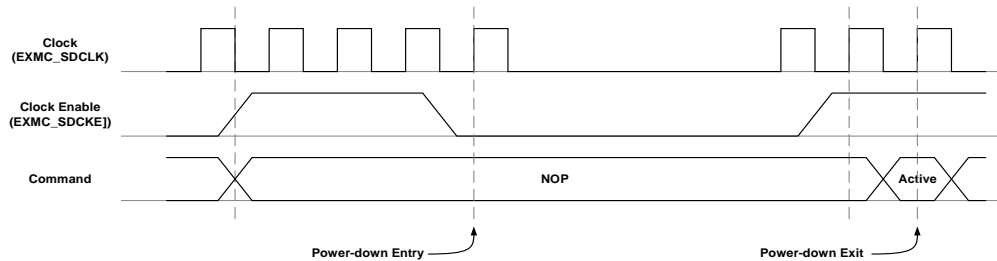 Clock
(EXMC_SDCLK)
Clock Enable
(EXMC_SDCKE])
Command
NOP
Active
Power-down Entry
Power-down Exit